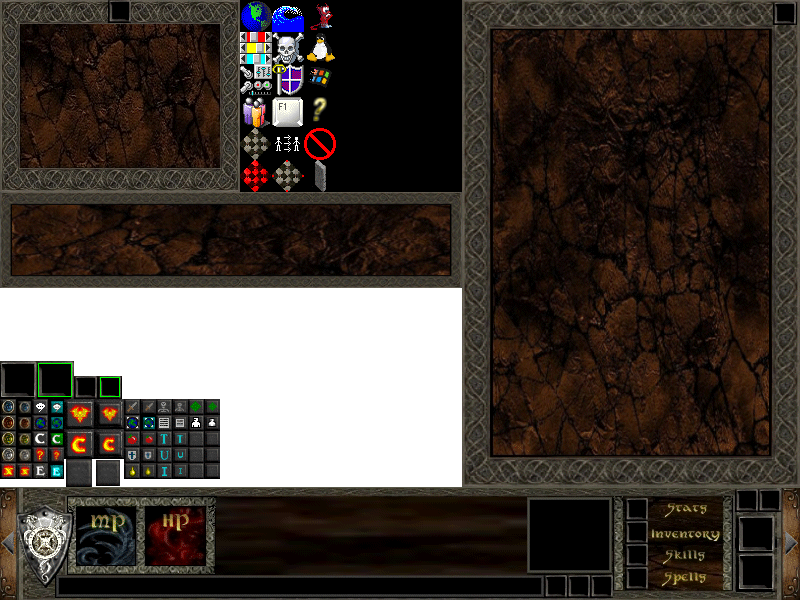 F1
?
C C
C ? ?
X X E E
T T
U U
I I
MP HP
Stats
Inventory
Skills
Spells